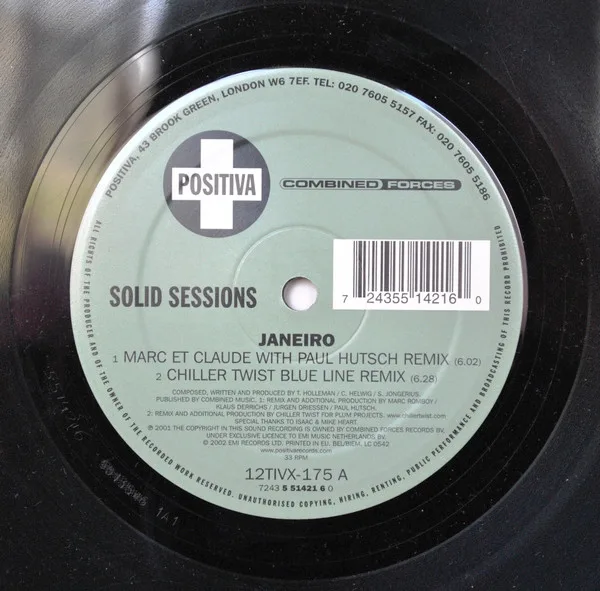 POSITIVA, 43 BROOK GREEN, LONDON W6 7EF. TEL: 020 7605 5157 FAX: 020 7605 5186
POSITIVA
COMBINED FORCES
7 24355 14216 0
SOLID SESSIONS
JANEIRO
1 MARC ET CLAUDE WITH PAUL HUTSCH REMIX (6.02)
2 CHILLER TWIST BLUE LINE REMIX (6.28)
COMPOSED, WRITTEN AND PRODUCED BY T. HOLLEMAN / C. HELWIG / S. JONGERIUS.
PUBLISHED BY COMBINED MUSIC. 1: REMIX AND ADDITIONAL PRODUCTION BY MARC ROMBOY /
KLAUS DERRICHS / JURGEN DRIESSEN / PAUL HUTSCH.
2: REMIX AND ADDITIONAL PRODUCTION BY CHILLER TWIST FOR PLUM PROJECTS. www.chillertwist.com
SPECIAL THANKS TO ISAAC & MIKE HEART.
℗ 2001 THE COPYRIGHT IN THIS SOUND RECORDING IS OWNED BY COMBINED FORCES RECORDS BV,
UNDER EXCLUSIVE LICENCE TO EMI MUSIC NETHERLANDS BV.
© 2002 EMI RECORDS LTD. PRINTED IN EU. BEL/BIEM. LC 0542
www.positivarecords.com
33 RPM
12TIVX-175 A
7243 5 51421 6 0
ALL RIGHTS OF THE PRODUCER AND OF THE OWNER OF THE RECORDED WORK RESERVED. UNAUTHORISED COPYING, HIRING, RENTING, PUBLIC PERFORMANCE AND BROADCASTING OF THIS RECORD PROHIBITED
1A1